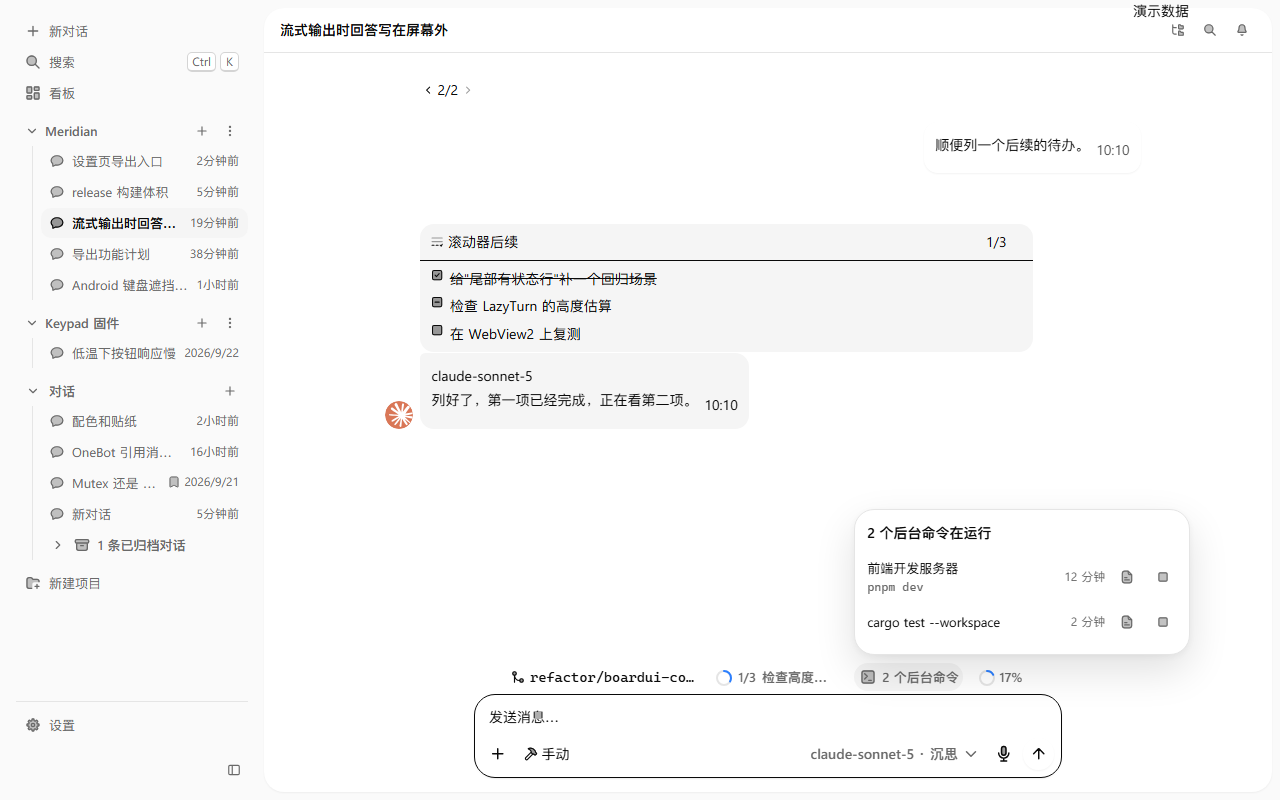 新对话
搜索 Ctrl K
看板
Meridian
设置页导出入口 2分钟前
release 构建体积 5分钟前
流式输出时回答... 19分钟前
导出功能计划 38分钟前
Android 键盘遮挡... 1小时前
Keypad 固件
低温下按钮响应慢 2026/9/22
对话
配色和贴纸 2小时前
OneBot 引用消... 16小时前
Mutex 还是 ... 2026/9/21
新对话 5分钟前
1 条已归档对话
新建项目
设置
演示数据
流式输出时回答写在屏幕外
2/2
顺便列一个后续的待办。 10:10
滚动器后续 1/3
给"尾部有状态行"补一个回归场景
检查 LazyTurn 的高度估算
在 WebView2 上复测
claude-sonnet-5
列好了，第一项已经完成，正在看第二项。 10:10
2 个后台命令在运行
前端开发服务器 12 分钟
pnpm dev
cargo test --workspace 2 分钟
refactor/boardui-co... 1/3 检查高度... 2 个后台命令 17%
发送消息...
手动 claude-sonnet-5 · 沉思